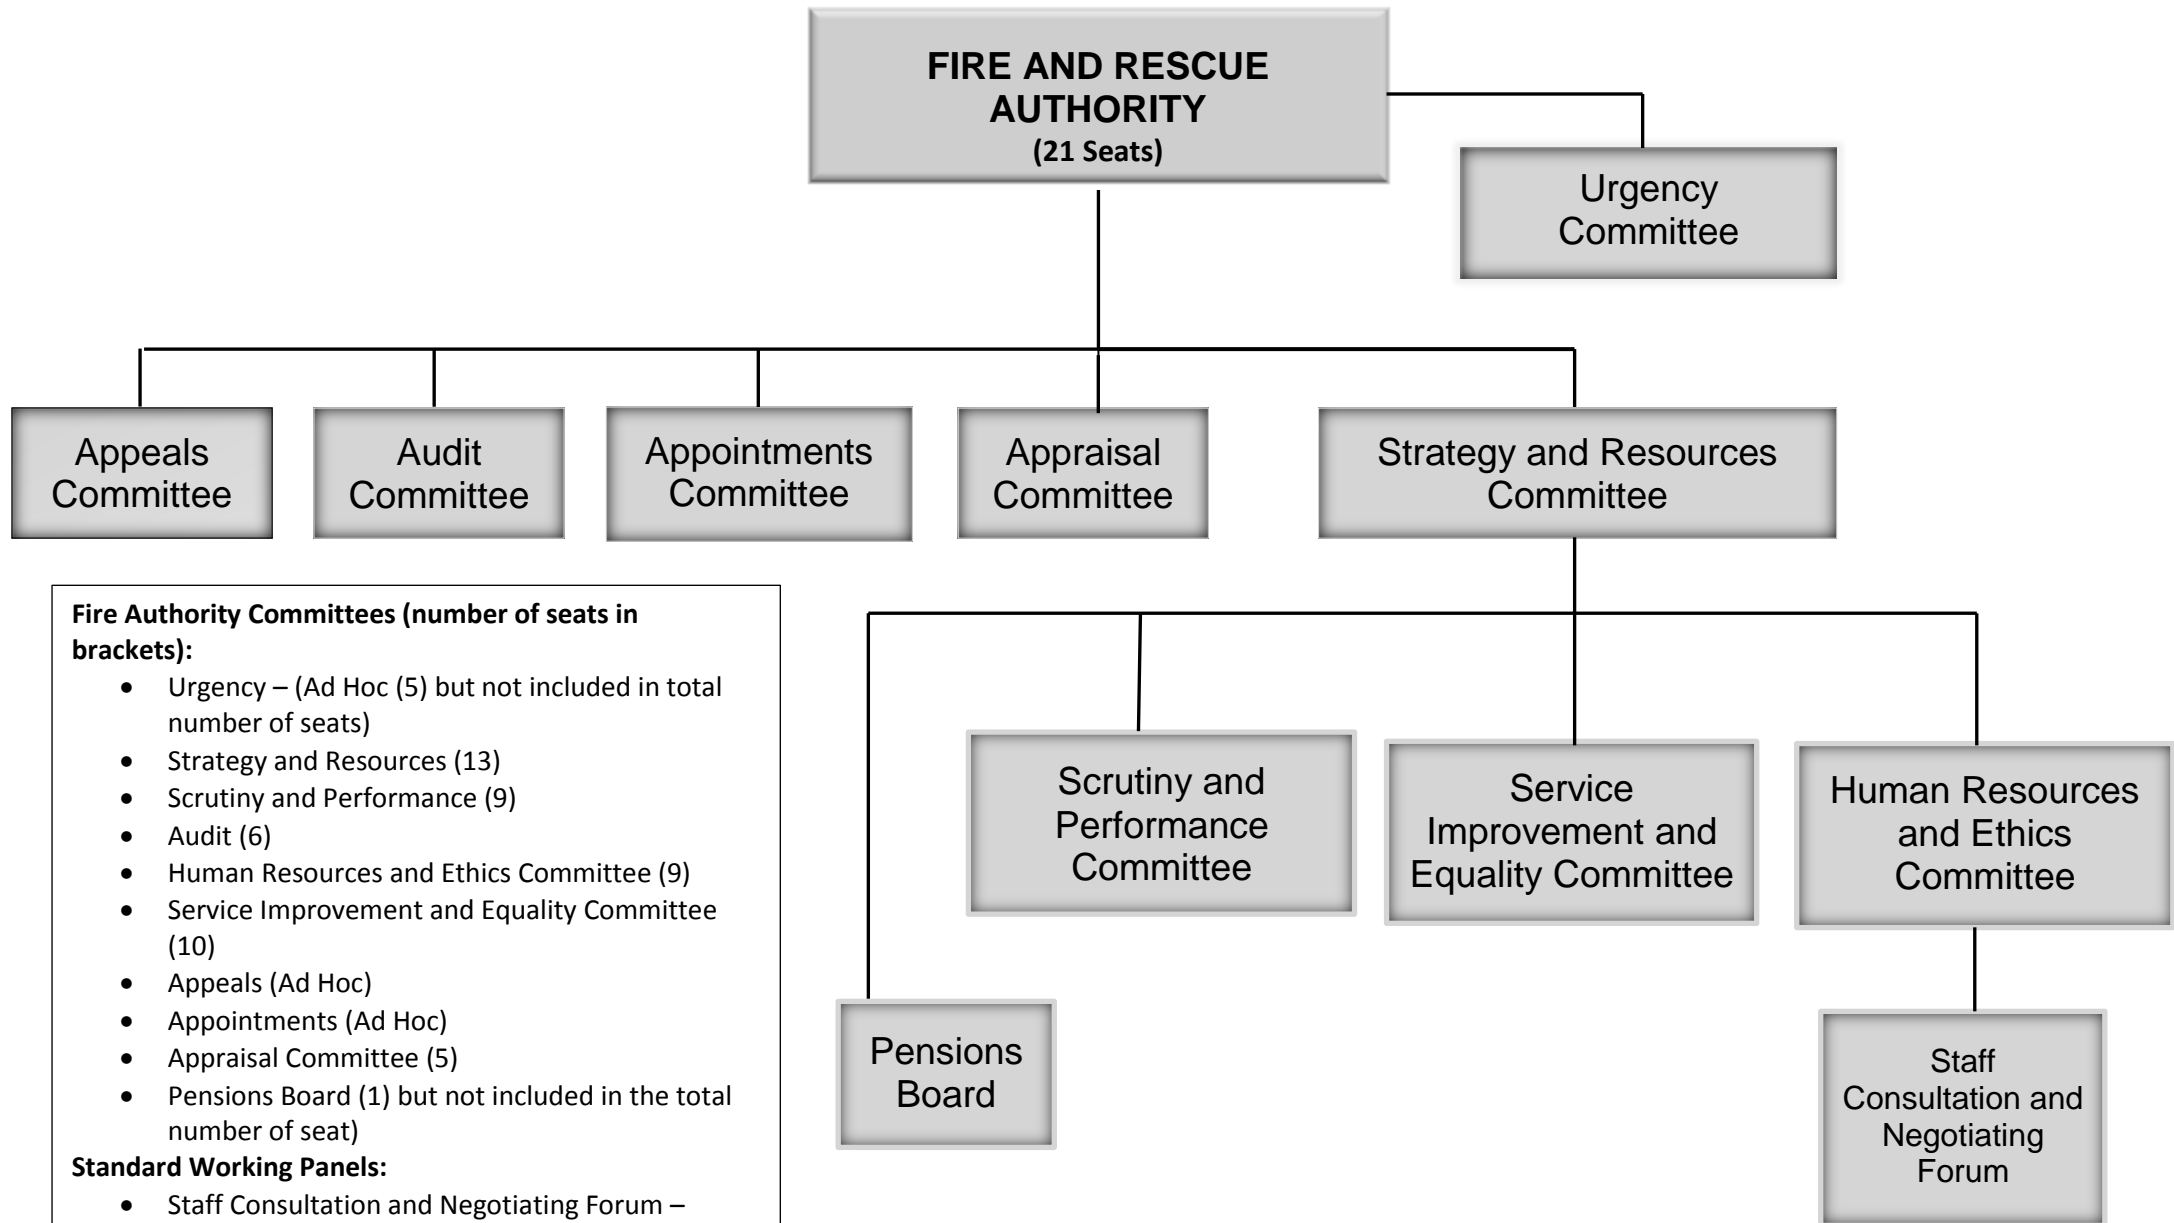 FIRE AND RESCUE
AUTHORITY
(21 Seats)
Urgency
Committee
Appeals
Committee
Audit
Committee
Appointments
Committee
Appraisal
Committee
Strategy and Resources
Committee
Fire Authority Committees (number of seats in
brackets):
• Urgency – (Ad Hoc (5) but not included in total
number of seats)
• Strategy and Resources (13)
• Scrutiny and Performance (9)
• Audit (6)
• Human Resources and Ethics Committee (9)
• Service Improvement and Equality Committee
(10)
• Appeals (Ad Hoc)
• Appointments (Ad Hoc)
• Appraisal Committee (5)
• Pensions Board (1) but not included in the total
number of seat)
Standard Working Panels:
• Staff Consultation and Negotiating Forum –
Scrutiny and
Performance
Committee
Service
Improvement and
Equality Committee
Human Resources
and Ethics
Committee
Pensions
Board
Staff
Consultation and
Negotiating
Forum